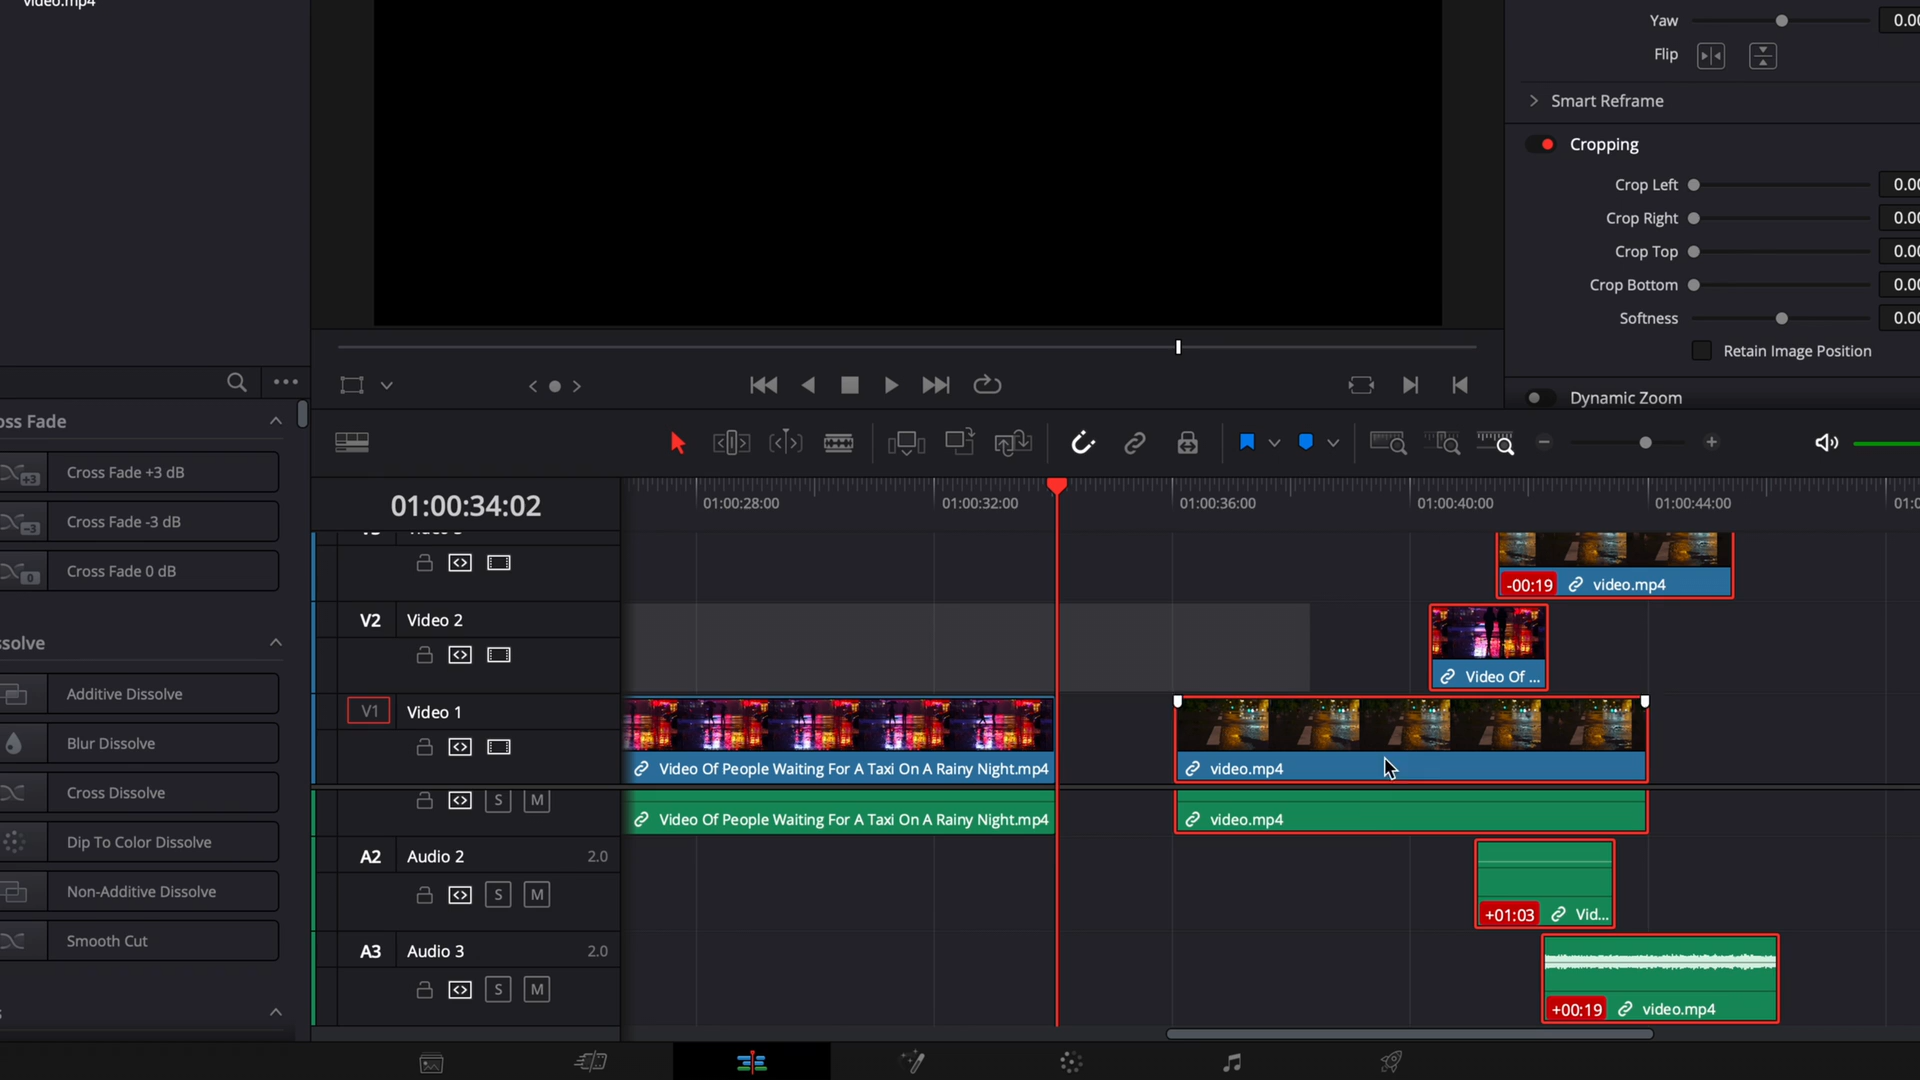 video.mp4
Yaw
0.00
Flip
Smart Reframe
Cropping
Crop Left
0.00
Crop Right
0.00
Crop Top
0.00
Crop Bottom
0.00
Softness
0.00
Retain Image Position
Dynamic Zoom
oss Fade
+3
Cross Fade +3 dB
-3
Cross Fade -3 dB
0
Cross Fade 0 dB
ssolve
Additive Dissolve
Blur Dissolve
Cross Dissolve
Dip To Color Dissolve
Non-Additive Dissolve
Smooth Cut
s
01:00:34:02
01:00:28:00
01:00:32:00
01:00:36:00
01:00:40:00
01:00:44:00
01:0
-00:19
video.mp4
V2
Video 2
Video Of ...
V1
Video 1
Video Of People Waiting For A Taxi On A Rainy Night.mp4
video.mp4
S
M
Video Of People Waiting For A Taxi On A Rainy Night.mp4
video.mp4
A2
Audio 2
2.0
S
M
+01:03
Vid...
A3
Audio 3
2.0
S
M
+00:19
video.mp4